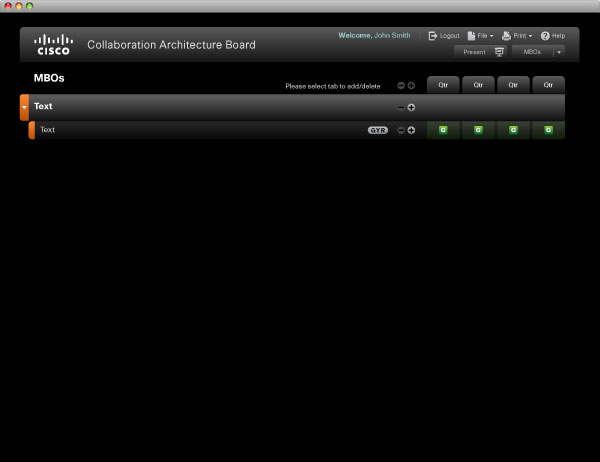 Welcome, John Smith Logout File Print Help
CISCO Collaboration Architecture Board
Present MBOs
MBOs
Please select tab to add/delete Qtr Qtr Qtr Qtr
Text
Text GYR G G G G